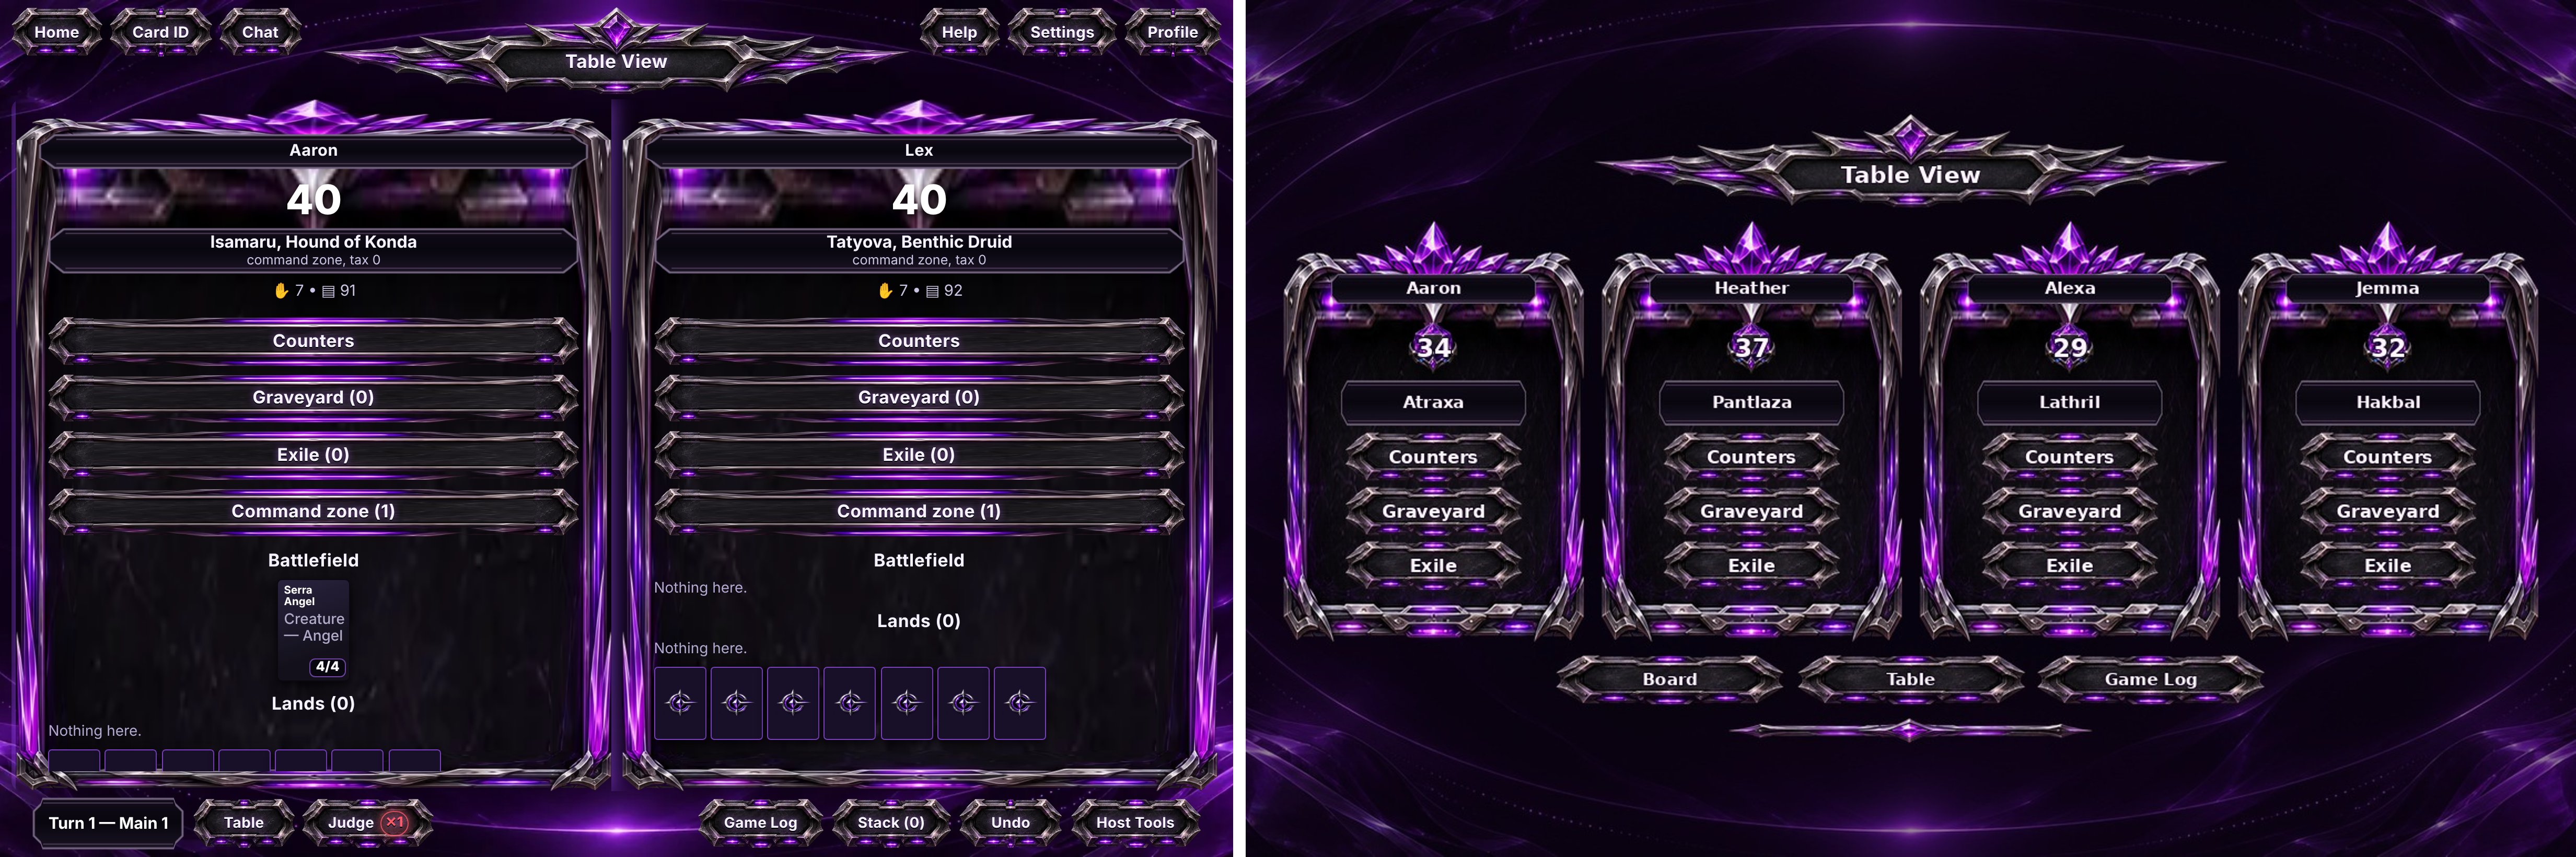 Home
Card ID
Chat
Table View
Help
Settings
Profile
Aaron
40
Isamaru, Hound of Konda
command zone, tax 0
✋ 7 • ▤ 91
Counters
Graveyard (0)
Exile (0)
Command zone (1)
Battlefield
Serra
Angel
Creature
— Angel
4/4
Lands (0)
Nothing here.
Lex
40
Tatyova, Benthic Druid
command zone, tax 0
✋ 7 • ▤ 92
Counters
Graveyard (0)
Exile (0)
Command zone (1)
Battlefield
Nothing here.
Lands (0)
Nothing here.
Turn 1 — Main 1
Table
Judge ×1
Game Log
Stack (0)
Undo
Host Tools
Table View
Aaron
34
Atraxa
Counters
Graveyard
Exile
Heather
37
Pantlaza
Counters
Graveyard
Exile
Alexa
29
Lathril
Counters
Graveyard
Exile
Jemma
32
Hakbal
Counters
Graveyard
Exile
Board
Table
Game Log